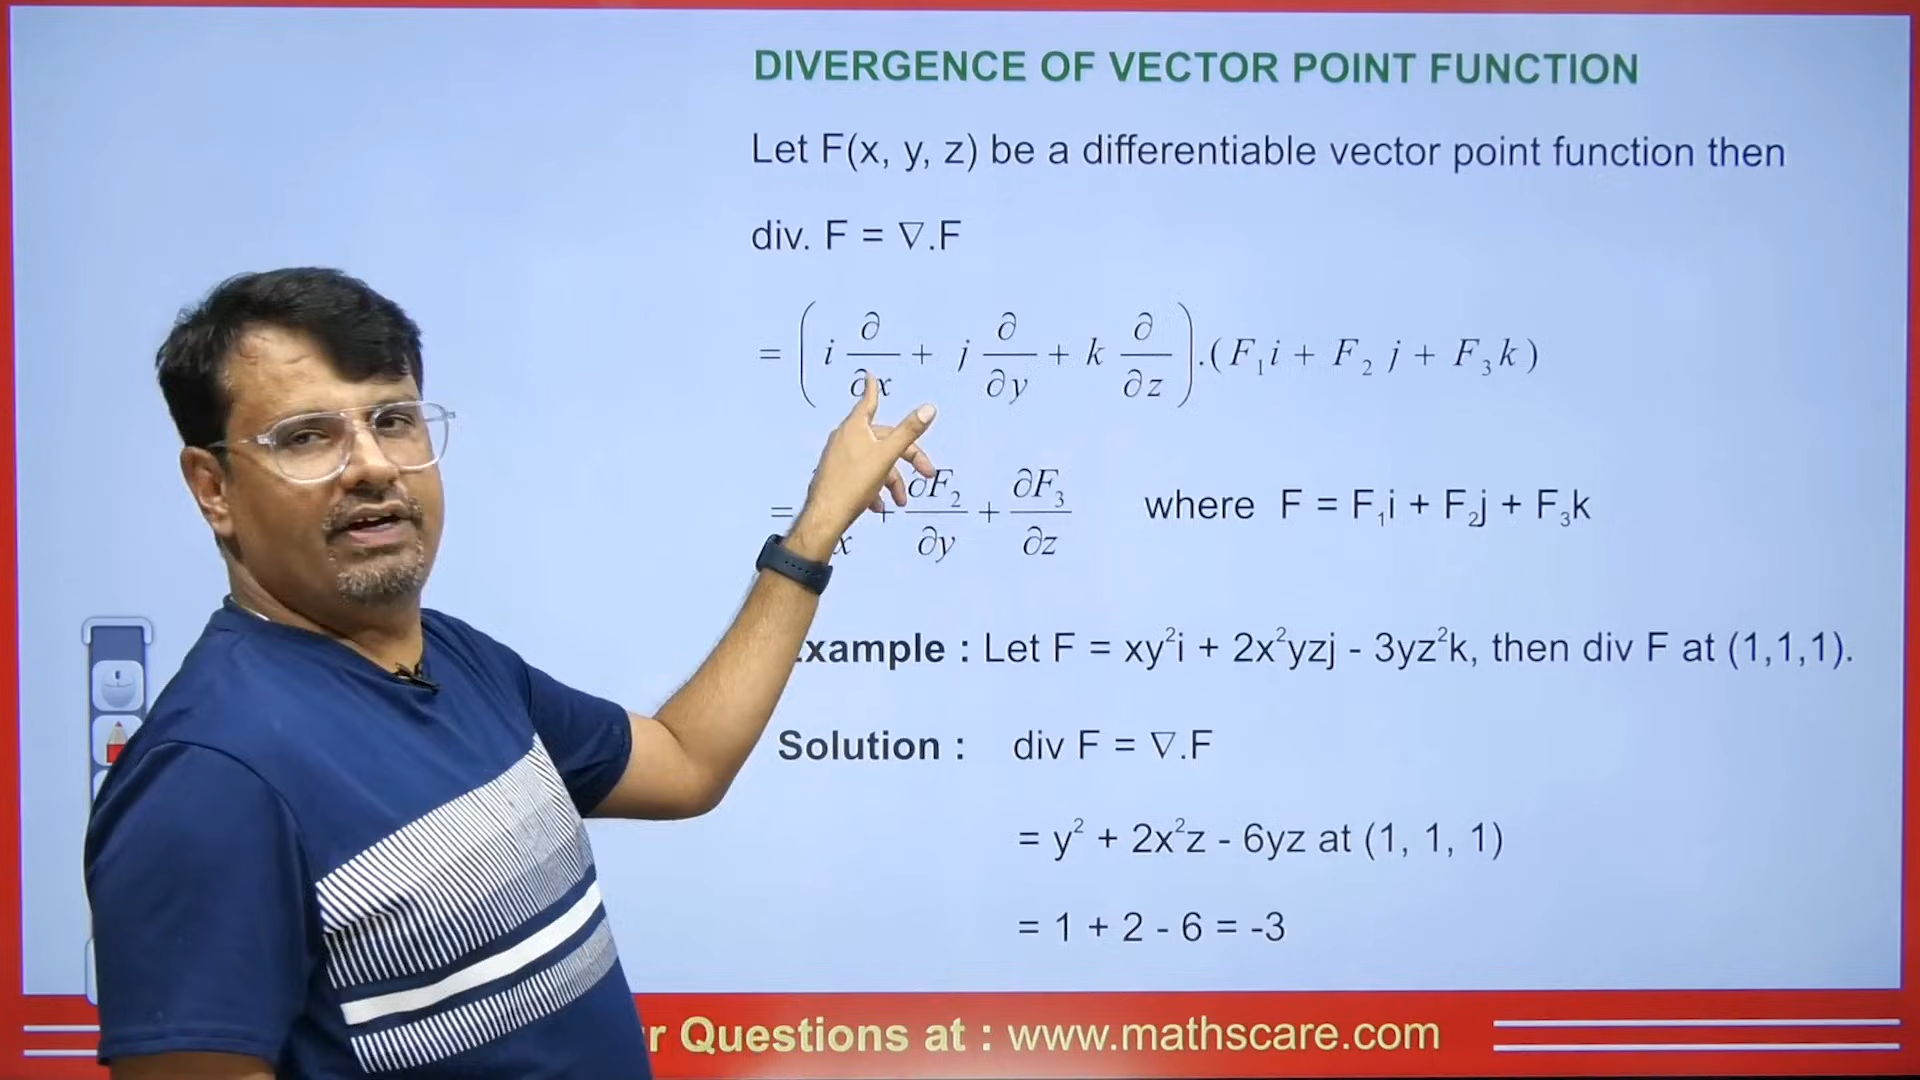 DIVERGENCE OF VECTOR POINT FUNCTION
Let F(x, y, z) be a differentiable vector point function then
div. F = ∇.F
= ( i ∂/∂x + j ∂/∂y + k ∂/∂z ).( F₁i + F₂ j + F₃k )
= x + ∂F₂/∂y + ∂F₃/∂z where F = F₁i + F₂j + F₃k
xample : Let F = xy²i + 2x²yzj - 3yz²k, then div F at (1,1,1).
Solution : div F = ∇.F
= y² + 2x²z - 6yz at (1, 1, 1)
= 1 + 2 - 6 = -3
r Questions at : www.mathscare.com